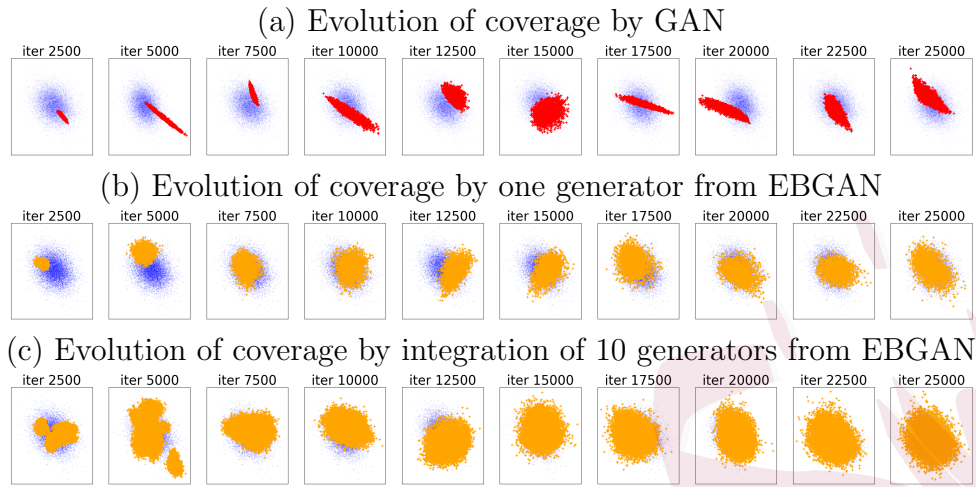 (a) Evolution of coverage by GAN
iter 2500 iter 5000 iter 7500 iter 10000 iter 12500 iter 15000 iter 17500 iter 20000 iter 22500 iter 25000
(b) Evolution of coverage by one generator from EBGAN
iter 2500 iter 5000 iter 7500 iter 10000 iter 12500 iter 15000 iter 17500 iter 20000 iter 22500 iter 25000
(c) Evolution of coverage by integration of 10 generators from EBGAN
iter 2500 iter 5000 iter 7500 iter 10000 iter 12500 iter 15000 iter 17500 iter 20000 iter 22500 iter 25000